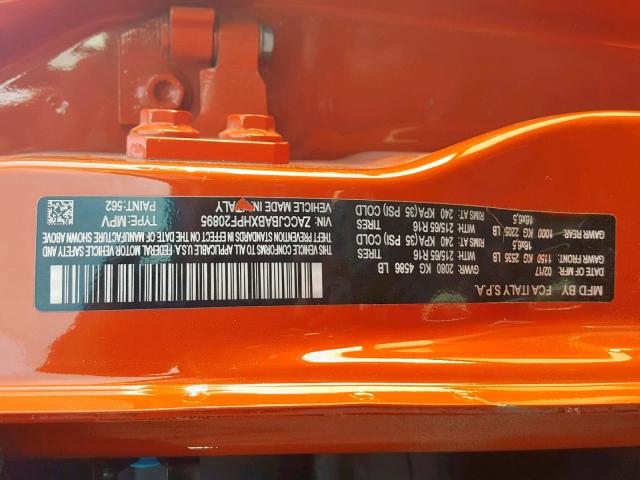 MFD BY: FCA ITALY S.P.A.
DATE OF MFR: 02/17 GVWR: 2080 KG 4586 LB
GAWR FRONT: 1150 KG 2535 LB 215/65 R16 TIRES
16x6.5 RIMS AT: 240 KPA (35 PSI) COLD
GAWR REAR: 1000 KG 2205 LB 215/65 R16 TIRES
16x6.5 RIMS AT: 240 KPA (35 PSI) COLD
THIS VEHICLE CONFORMS TO ALL APPLICABLE U.S.A. FEDERAL MOTOR VEHICLE SAFETY AND
THEFT PREVENTION STANDARDS IN EFFECT ON THE DATE OF MANUFACTURE SHOWN ABOVE
VIN: ZACCJBABXHPF20895 TYPE: MPV
VEHICLE MADE IN: ITALY PAINT: 562